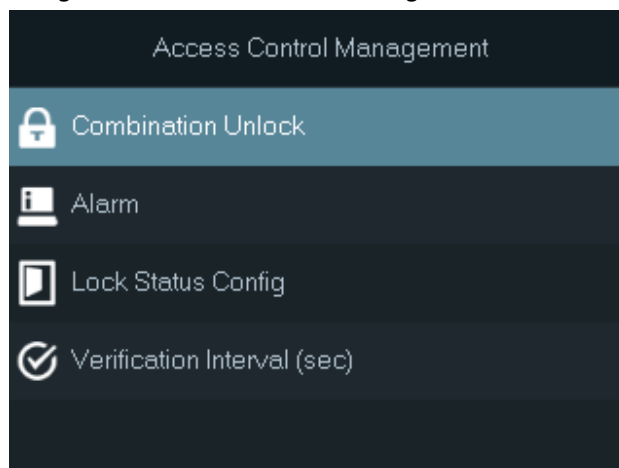 Access Control Management
Combination Unlock
Alarm
Lock Status Config
Verification Interval (sec)